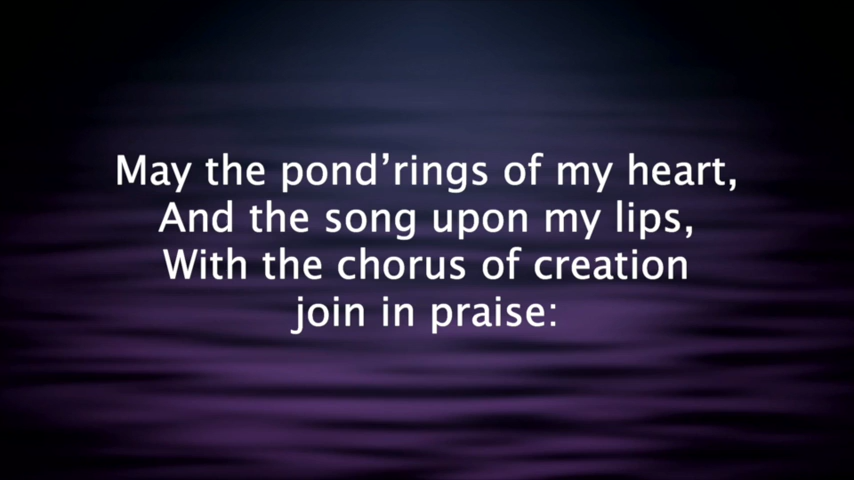 May the pond’rings of my heart,
And the song upon my lips,
With the chorus of creation
join in praise: